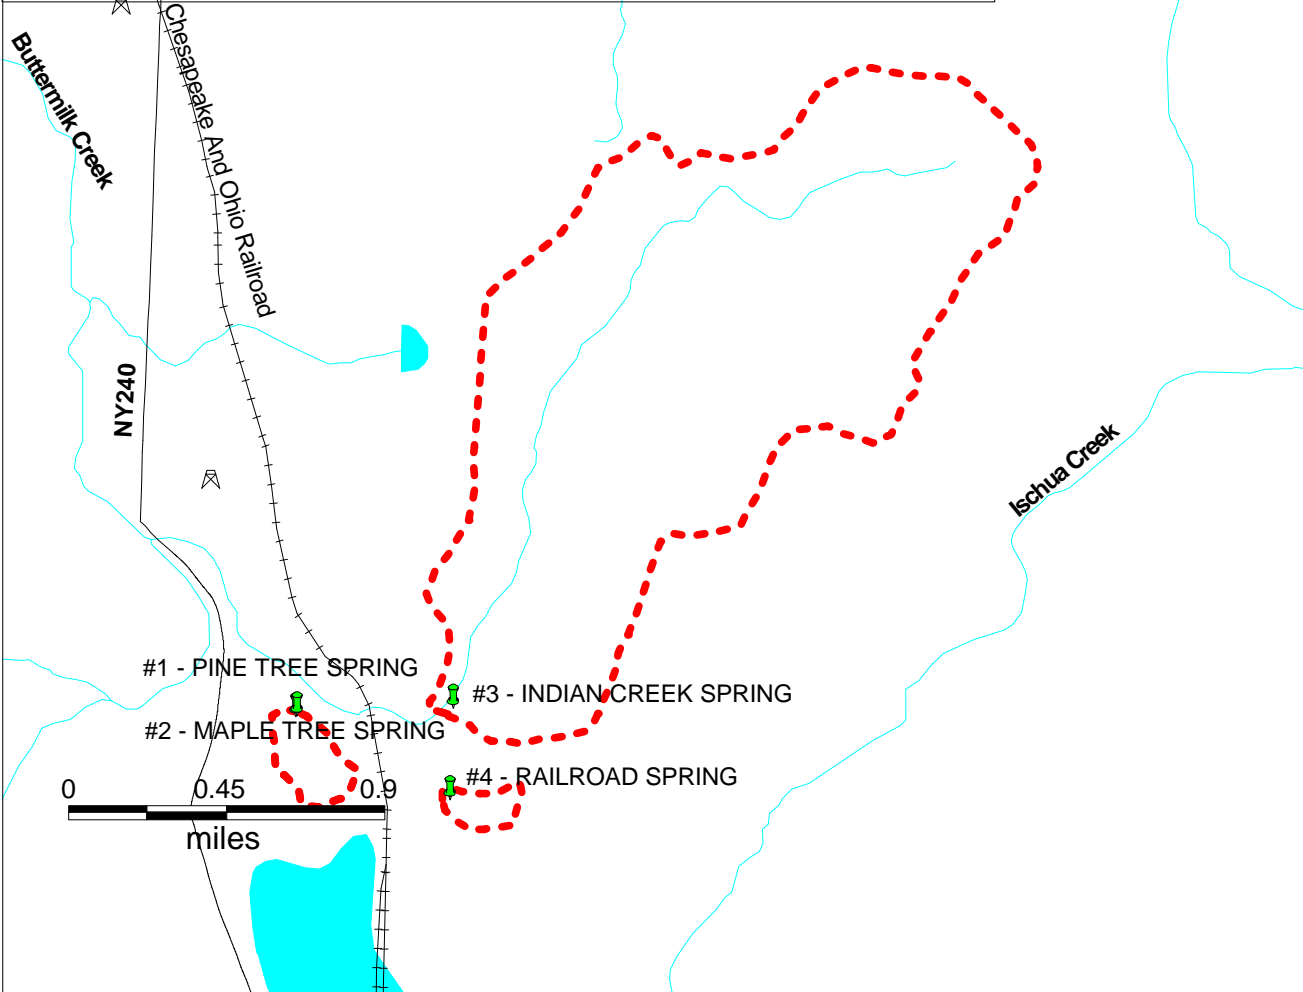 Chesapeake And Ohio Railroad
Buttermilk Creek
NY240
Ischua Creek
#1 - PINE TREE SPRING
#3 - INDIAN CREEK SPRING
#2 - MAPLE TREE SPRING
#4 - RAILROAD SPRING
0 0.45 0.9
miles